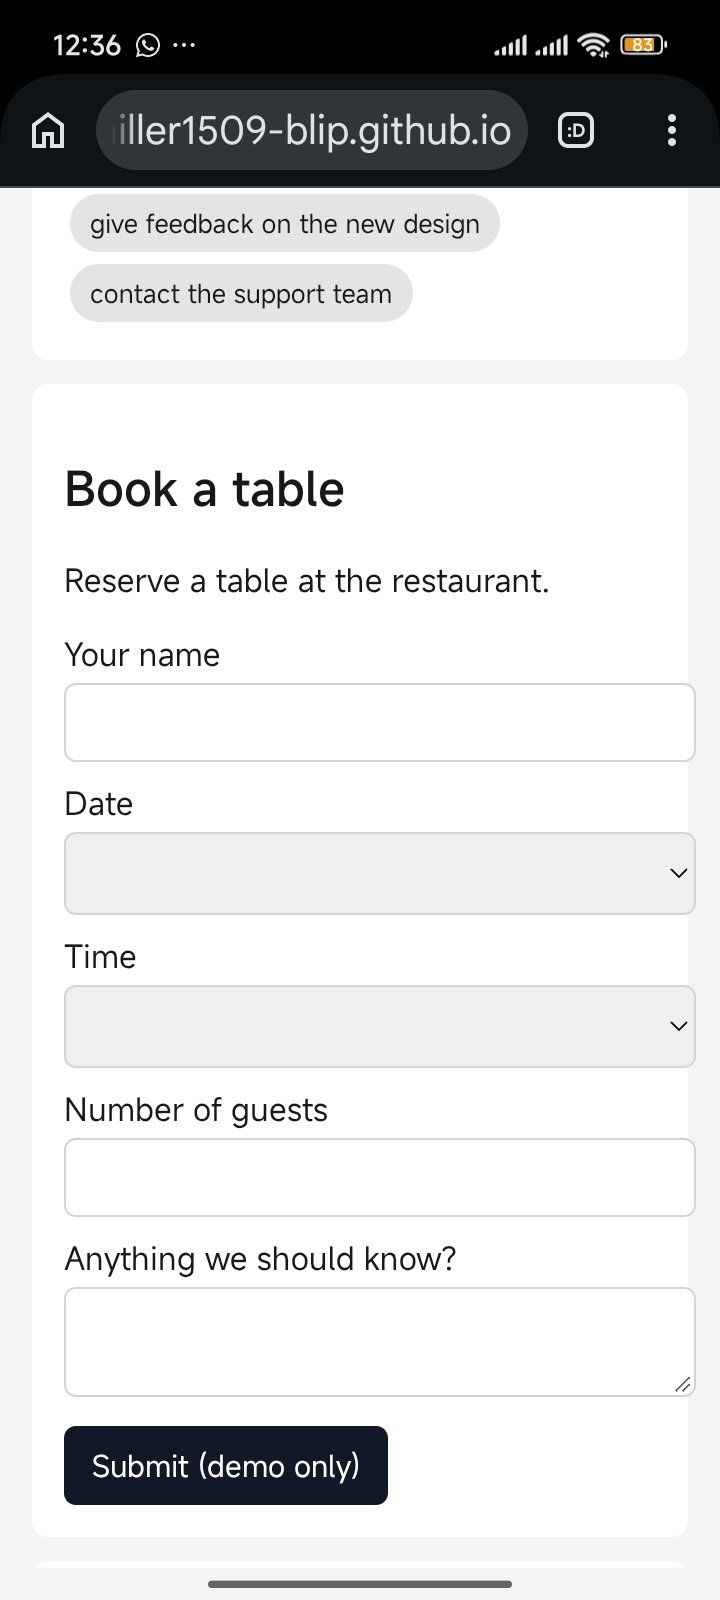 12:36
83
iller1509-blip.github.io
:D
give feedback on the new design
contact the support team
Book a table
Reserve a table at the restaurant.
Your name
Date
Time
Number of guests
Anything we should know?
Submit (demo only)